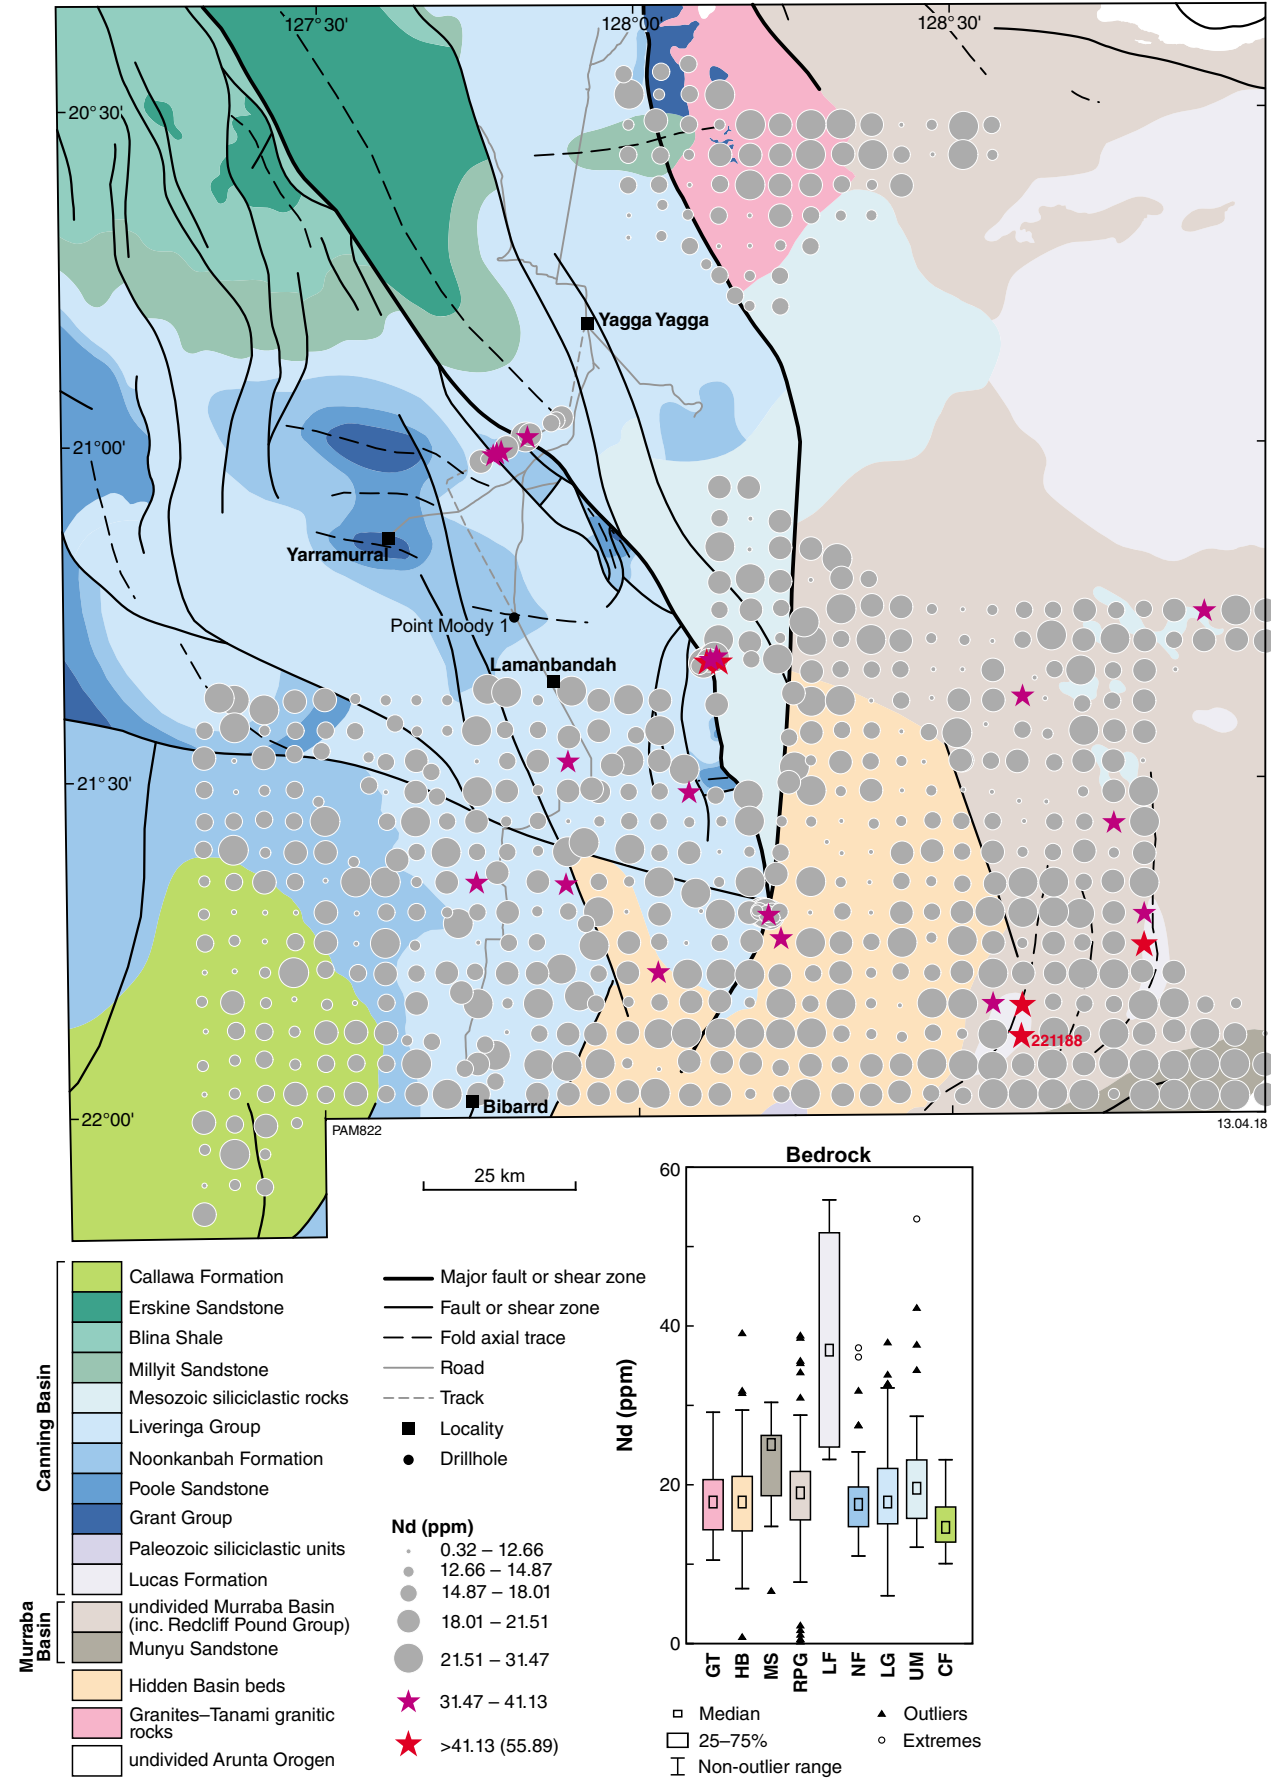 127°30'
128°00'
128°30'
20°30'
Yagga Yagga
21°00'
Yarramurral
Point Moody 1
Lamanbandah
21°30'
221188
Bibarrd
22°00'
PAM822
13.04.18
25 km
Bedrock
60
40
20
0
Nd (ppm)
GT
HB
MS
RPG
LF
NF
LG
UM
CF
Median
25–75%
Non-outlier range
Outliers
Extremes
Canning Basin
Callawa Formation
Erskine Sandstone
Blina Shale
Millyit Sandstone
Mesozoic siliciclastic rocks
Liveringa Group
Noonkanbah Formation
Poole Sandstone
Grant Group
Paleozoic siliciclastic units
Lucas Formation
Murraba
Basin
undivided Murraba Basin
(inc. Redcliff Pound Group)
Munyu Sandstone
Hidden Basin beds
Granites–Tanami granitic
rocks
undivided Arunta Orogen
Major fault or shear zone
Fault or shear zone
Fold axial trace
Road
Track
Locality
Drillhole
Nd (ppm)
0.32 – 12.66
12.66 – 14.87
14.87 – 18.01
18.01 – 21.51
21.51 – 31.47
31.47 – 41.13
>41.13 (55.89)